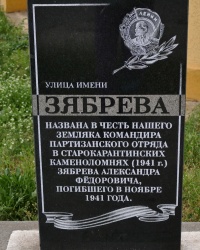 УЛИЦА ИМЕНИ
ЗЯБРЕВА
НАЗВАНА В ЧЕСТЬ НАШЕГО
ЗЕМЛЯКА КОМАНДИРА
ПАРТИЗАНСКОГО ОТРЯДА
В СТАРОКАРАНТИНСКИХ
КАМЕНОЛОМНЯХ (1941 г.)
ЗЯБРЕВА АЛЕКСАНДРА
ФЁДОРОВИЧА,
ПОГИБШЕГО В НОЯБРЕ
1941 ГОДА.